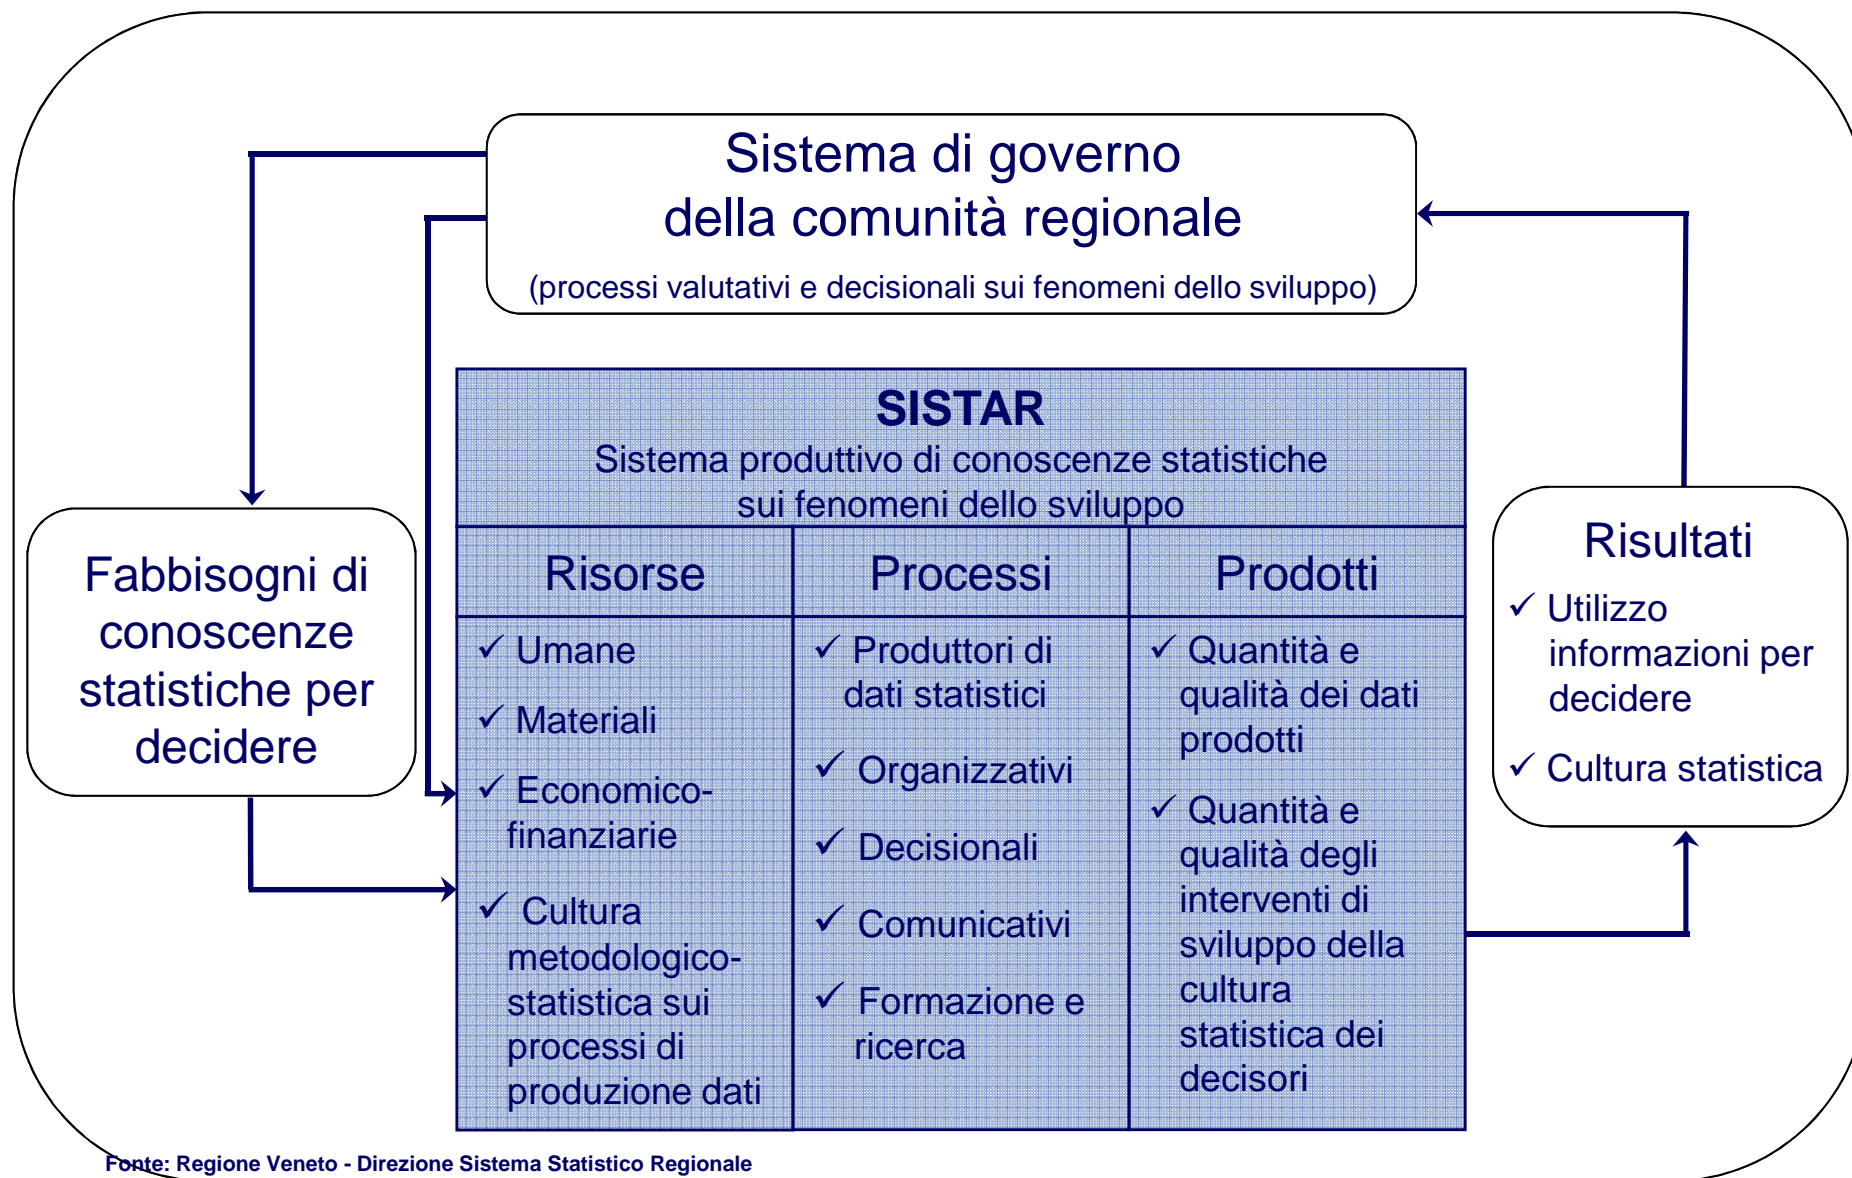 Sistema di governo
della comunità regionale
(processi valutativi e decisionali sui fenomeni dello sviluppo)
Fabbisogni di
conoscenze
statistiche per
decidere
SISTAR
Sistema produttivo di conoscenze statistiche
sui fenomeni dello sviluppo
Risorse
✓ Umane
✓ Materiali
✓ Economico-
finanziarie
✓ Cultura
metodologico-
statistica sui
processi di
produzione dati
Processi
✓ Produttori di
dati statistici
✓ Organizzativi
✓ Decisionali
✓ Comunicativi
✓ Formazione e
ricerca
Prodotti
✓ Quantità e
qualità dei dati
prodotti
✓ Quantità e
qualità degli
interventi di
sviluppo della
cultura
statistica dei
decisori
Risultati
✓ Utilizzo
informazioni per
decidere
✓ Cultura statistica
Fonte: Regione Veneto - Direzione Sistema Statistico Regionale